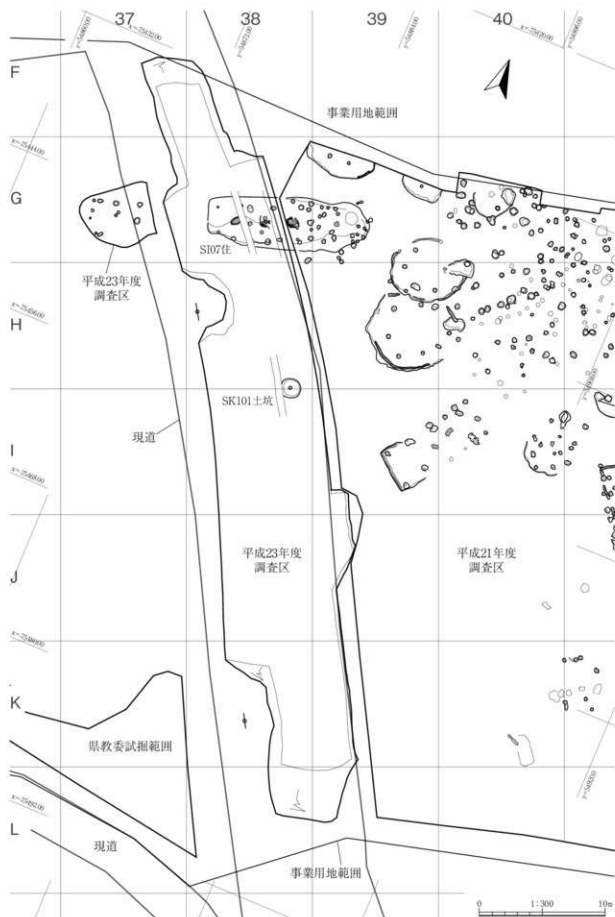 37
38
39
40
F
G
H
I
J
K
L
事業用地範囲
SI07住
平成23年度
調査区
SK101土坑
現道
平成23年度
調査区
平成21年度
調査区
県教委試掘範囲
現道
事業用地範囲
0
1:300
10m